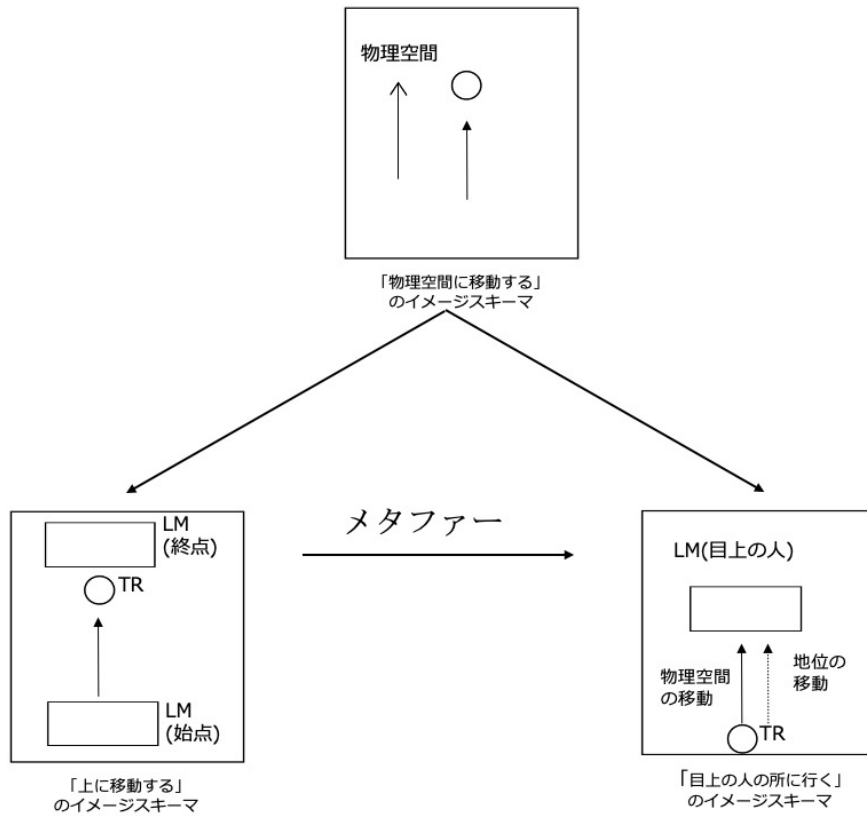 物理空間
「物理空間に移動する」
のイメージスキーマ
メタファー
LM
(終点)
TR
LM
(始点)
「上に移動する」
のイメージスキーマ
LM(目上の人)
物理空間
の移動
地位の
移動
TR
「目上の人の所に行く」
のイメージスキーマ